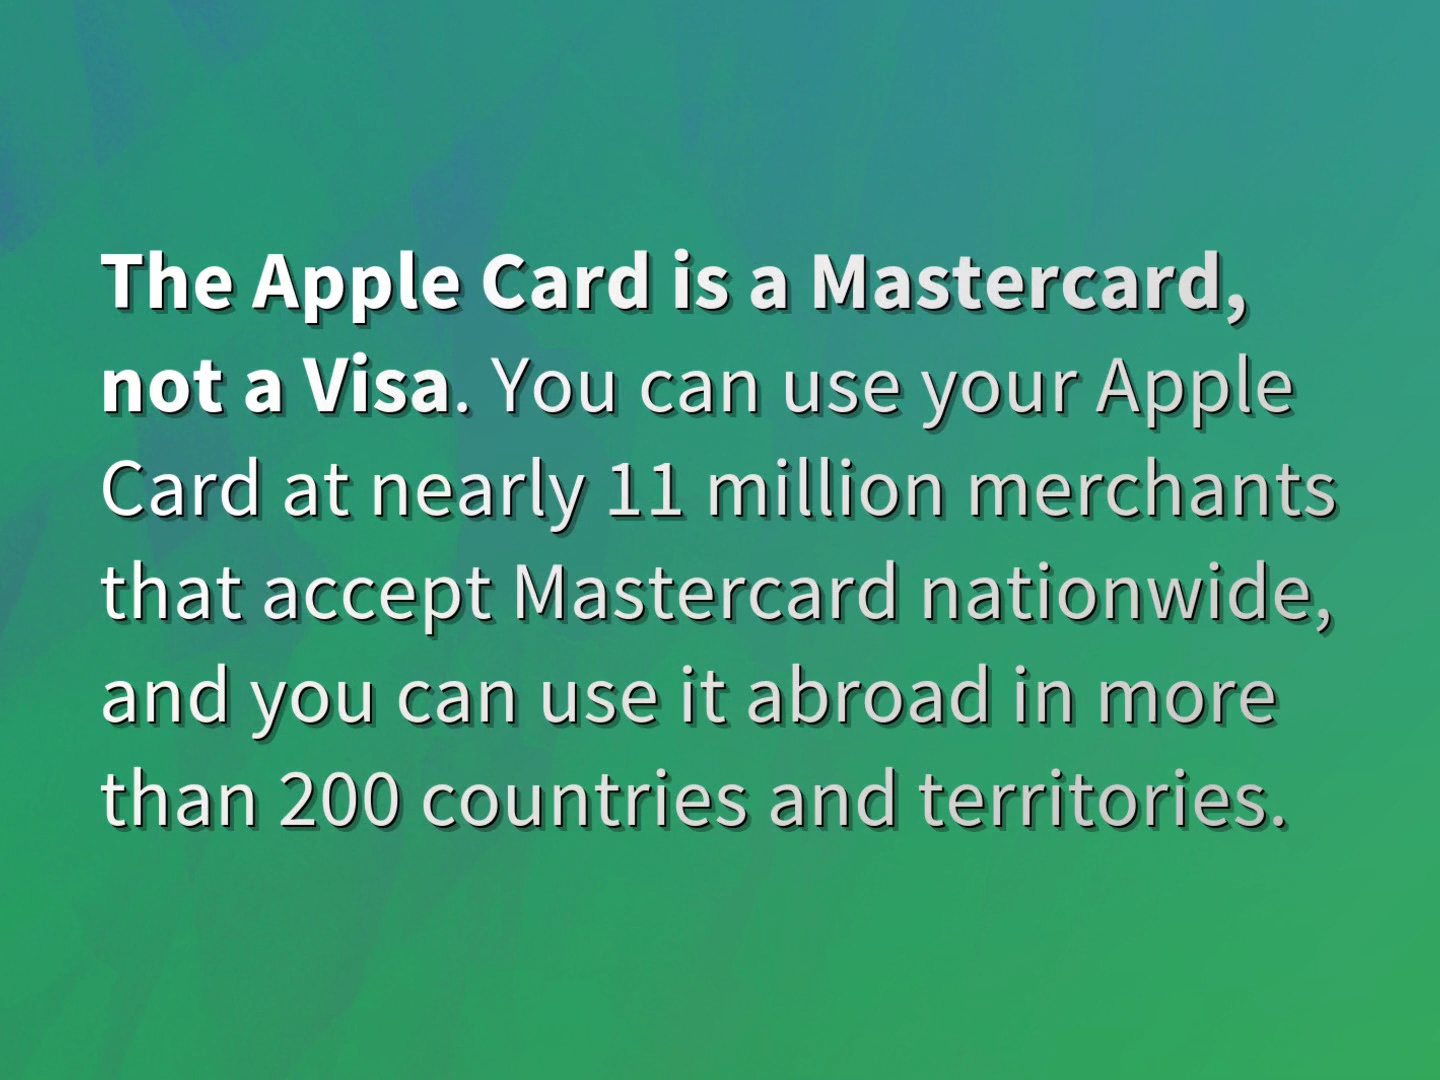 The Apple Card is a Mastercard,
not a Visa. You can use your Apple
Card at nearly 11 million merchants
that accept Mastercard nationwide,
and you can use it abroad in more
than 200 countries and territories.